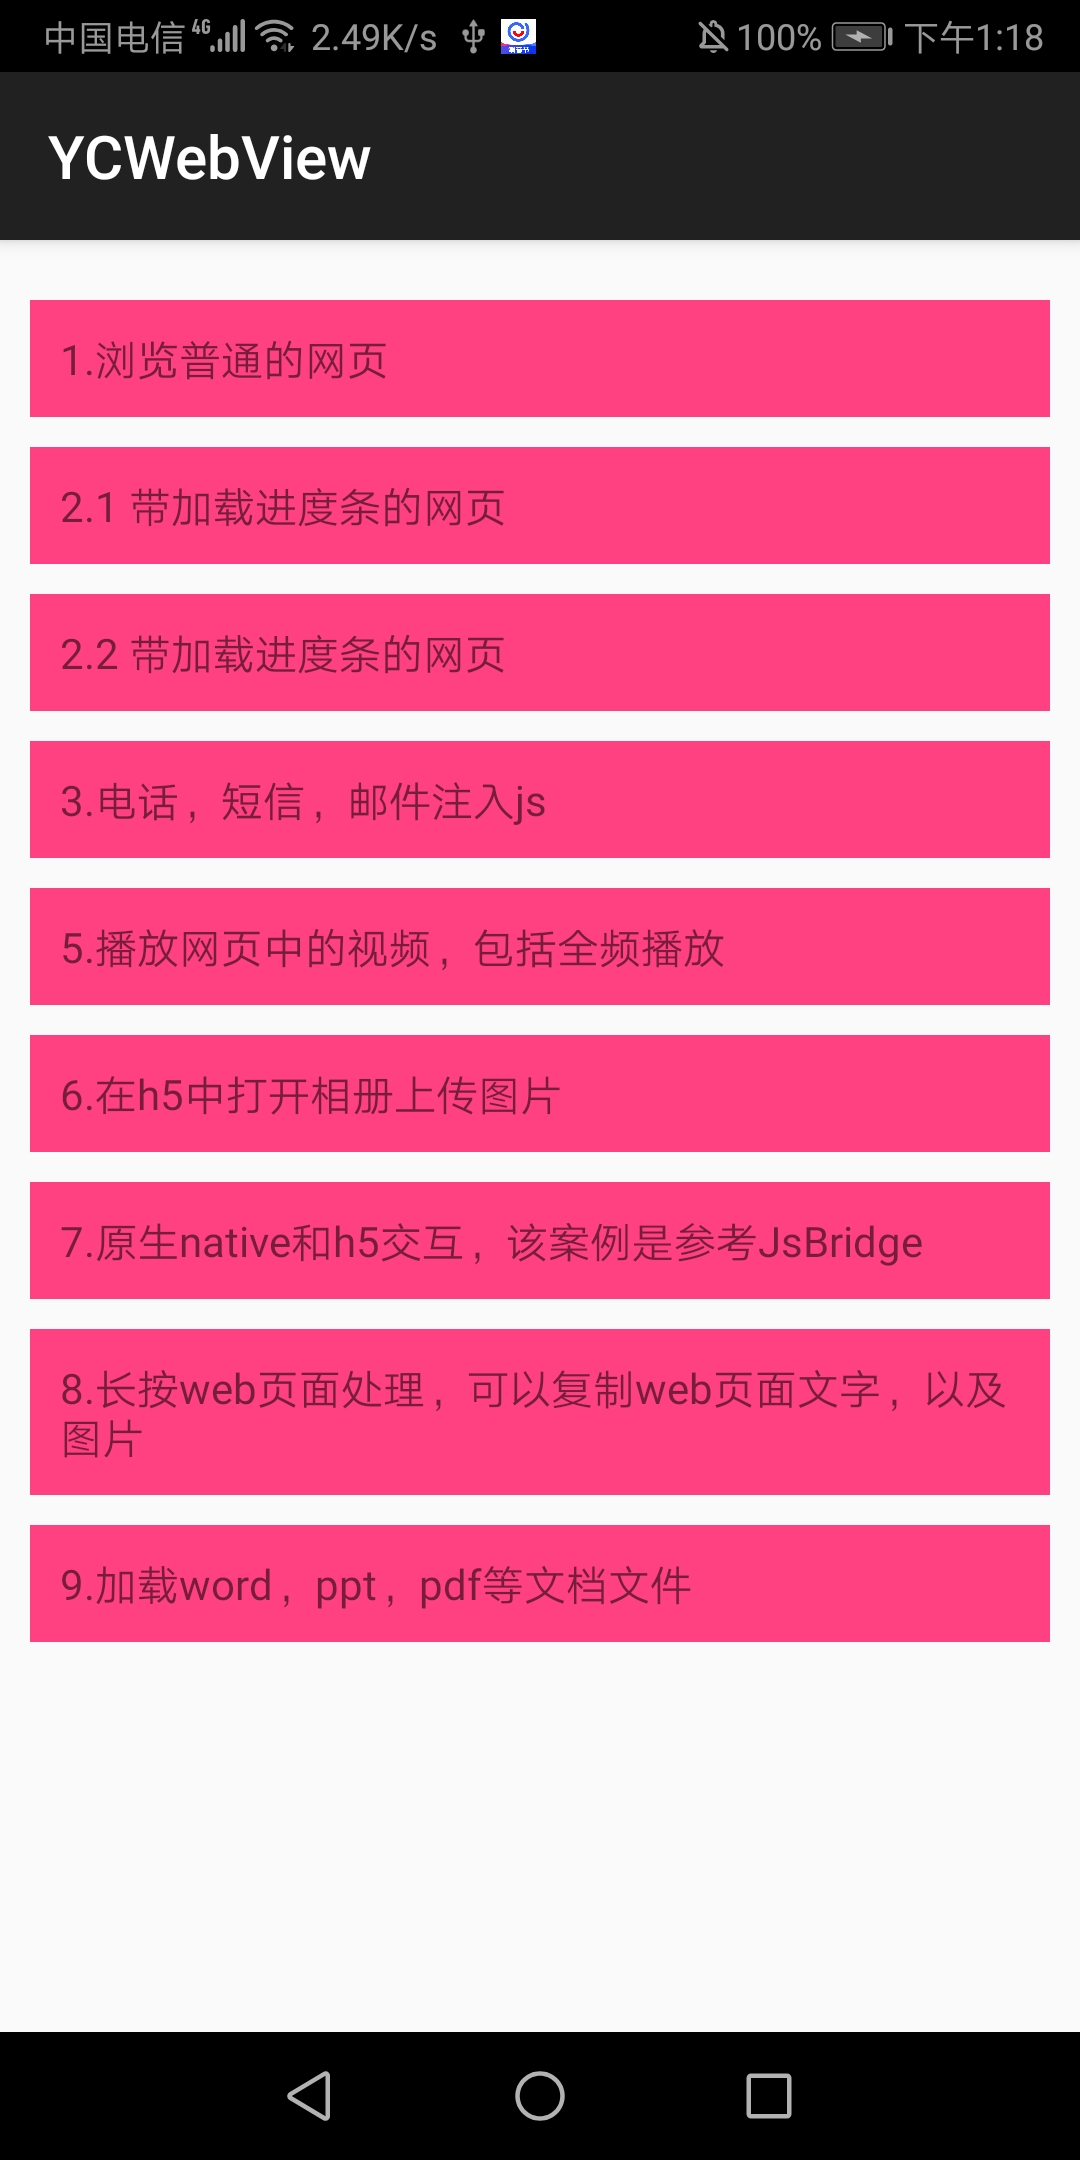 中国电信 4G 2.49K/s 100% 下午1:18
YCWebView
1.浏览普通的网页
2.1 带加载进度条的网页
2.2 带加载进度条的网页
3.电话，短信，邮件注入js
5.播放网页中的视频，包括全频播放
6.在h5中打开相册上传图片
7.原生native和h5交互，该案例是参考JsBridge
8.长按web页面处理，可以复制web页面文字，以及
图片
9.加载word，ppt，pdf等文档文件